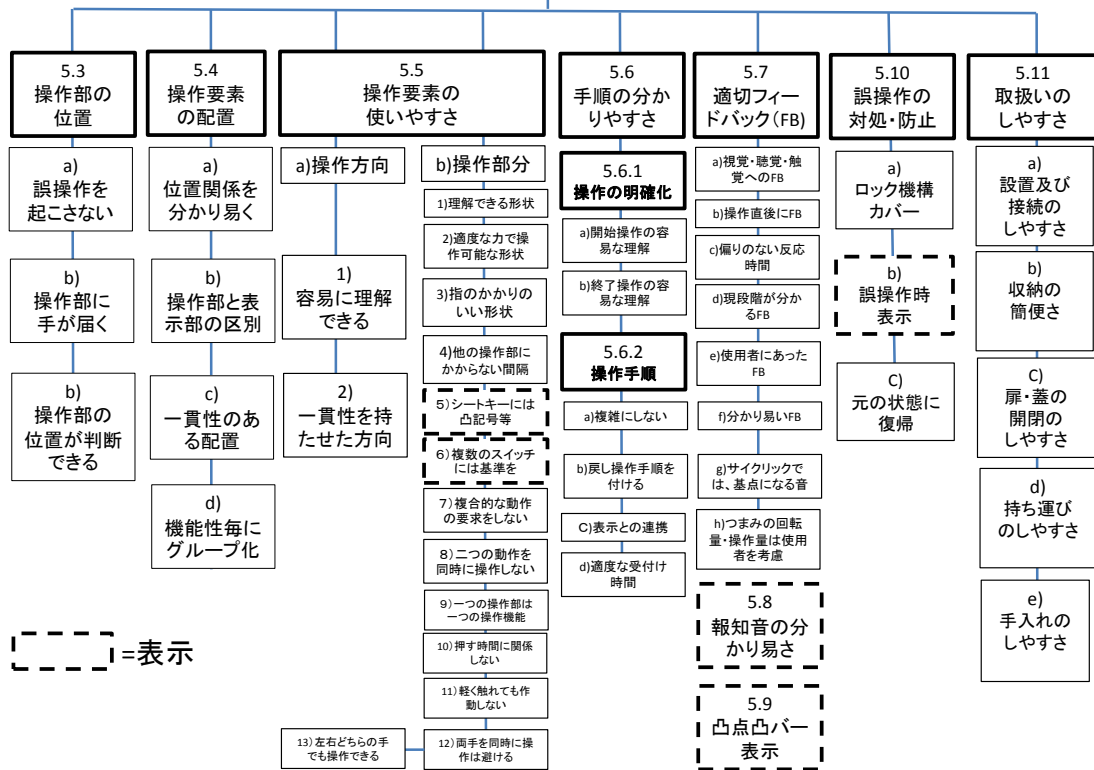 5.3
操作部の
位置
a)
誤操作を
起こさない
b)
操作部に
手が届く
b)
操作部の
位置が判断
できる
5.4
操作要素
の配置
a)
位置関係を
分かり易く
b)
操作部と表
示部の区別
c)
一貫性のあ
る配置
d)
機能性毎に
グループ化
5.5
操作要素の
使いやすさ
a)操作方向
1)
容易に理解
できる
2)
一貫性を持
たせた方向
b)操作部分
1)理解できる形状
2)適度な力で操
作可能な形状
3)指のかかりの
いい形状
4)他の操作部に
かからない間隔
5)シートキーには
凸記号等
6)複数のスイッチ
には基準を
7)複合的な動作
の要求をしない
8)二つの動作を
同時に操作しない
9)一つの操作部は
一つの操作機能
10)押す時間に関係
しない
11)軽く触れても作
動しない
12)両手を同時に操
作は避ける
13)左右どちらの手
でも操作できる
5.6
手順の分か
りやすさ
5.6.1
操作の明確化
a)開始操作の容
易な理解
b)終了操作の容
易な理解
5.6.2
操作手順
a)複雑にしない
b)戻し操作手順を
付ける
C)表示との連携
d)適度な受付け
時間
5.7
適切フィー
ドバック(FB)
a)視覚・聴覚・触
覚へのFB
b)操作直後にFB
c)偏りのない反応
時間
d)現段階が分か
るFB
e)使用者にあった
FB
f)分かり易いFB
g)サイクリックで
は、基点になる音
h)つまみの回転
量・操作量は使用
者を考慮
5.8
報知音の分
かり易さ
5.9
凸点凸バー
表示
5.10
誤操作の
対処・防止
a)
ロック機構
カバー
b)
誤操作時
表示
C)
元の状態に
復帰
5.11
取扱いの
しやすさ
a)
設置及び
接続の
しやすさ
b)
収納の
簡便さ
C)
扉・蓋の
開閉の
しやすさ
d)
持ち運び
のしやすさ
e)
手入れの
しやすさ
=表示